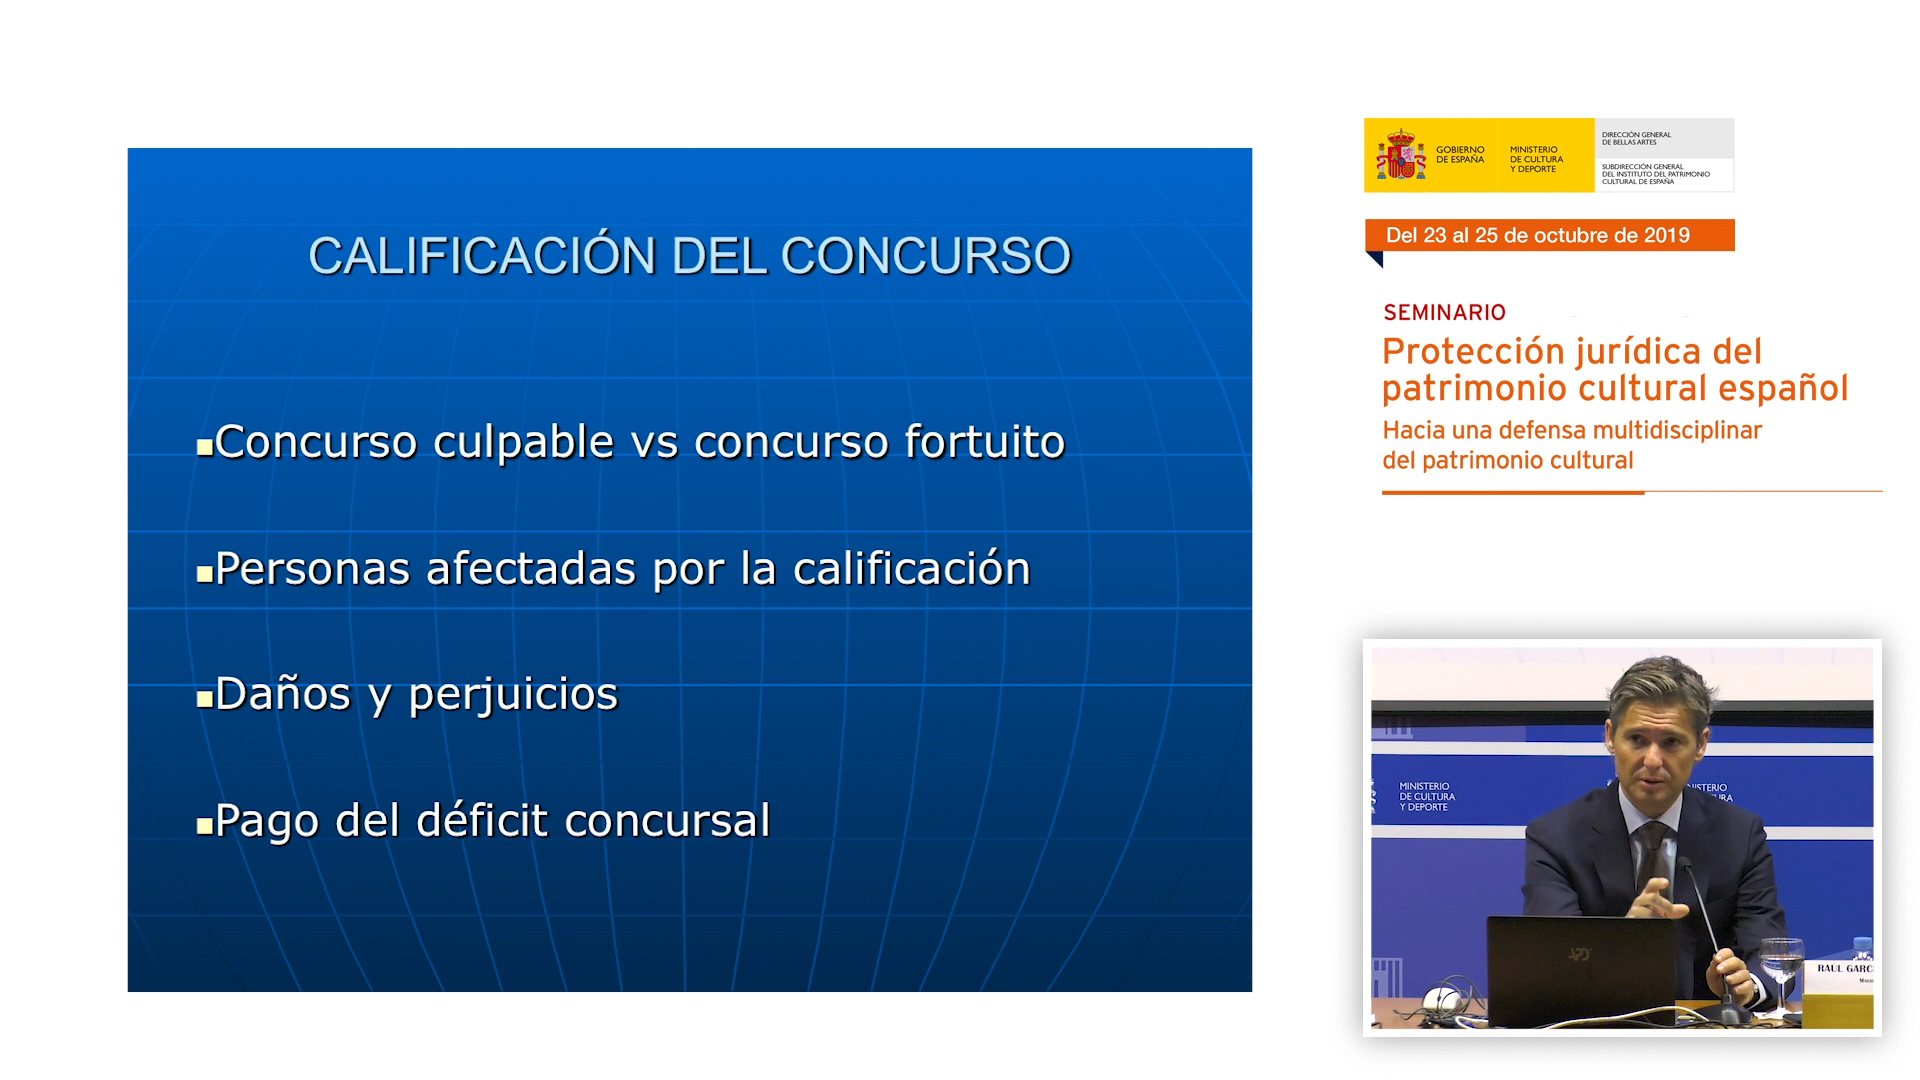 CALIFICACIÓN DEL CONCURSO
Concurso culpable vs concurso fortuito
Personas afectadas por la calificación
Daños y perjuicios
Pago del déficit concursal
GOBIERNO
DE ESPAÑA
MINISTERIO
DE CULTURA
Y DEPORTE
DIRECCIÓN GENERAL
DE BELLAS ARTES
SUBDIRECCIÓN GENERAL
DEL INSTITUTO DEL PATRIMONIO
CULTURAL DE ESPAÑA
Del 23 al 25 de octubre de 2019
SEMINARIO
Protección jurídica del
patrimonio cultural español
Hacia una defensa multidisciplinar
del patrimonio cultural
MINISTERIO
DE CULTURA
Y DEPORTE
RAUL